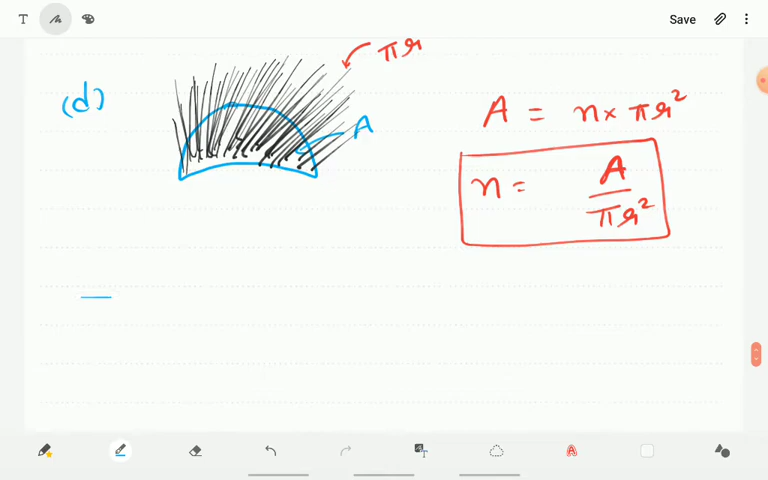 Save
πr
(d)
A
A = n × πr²
n = A / πr²